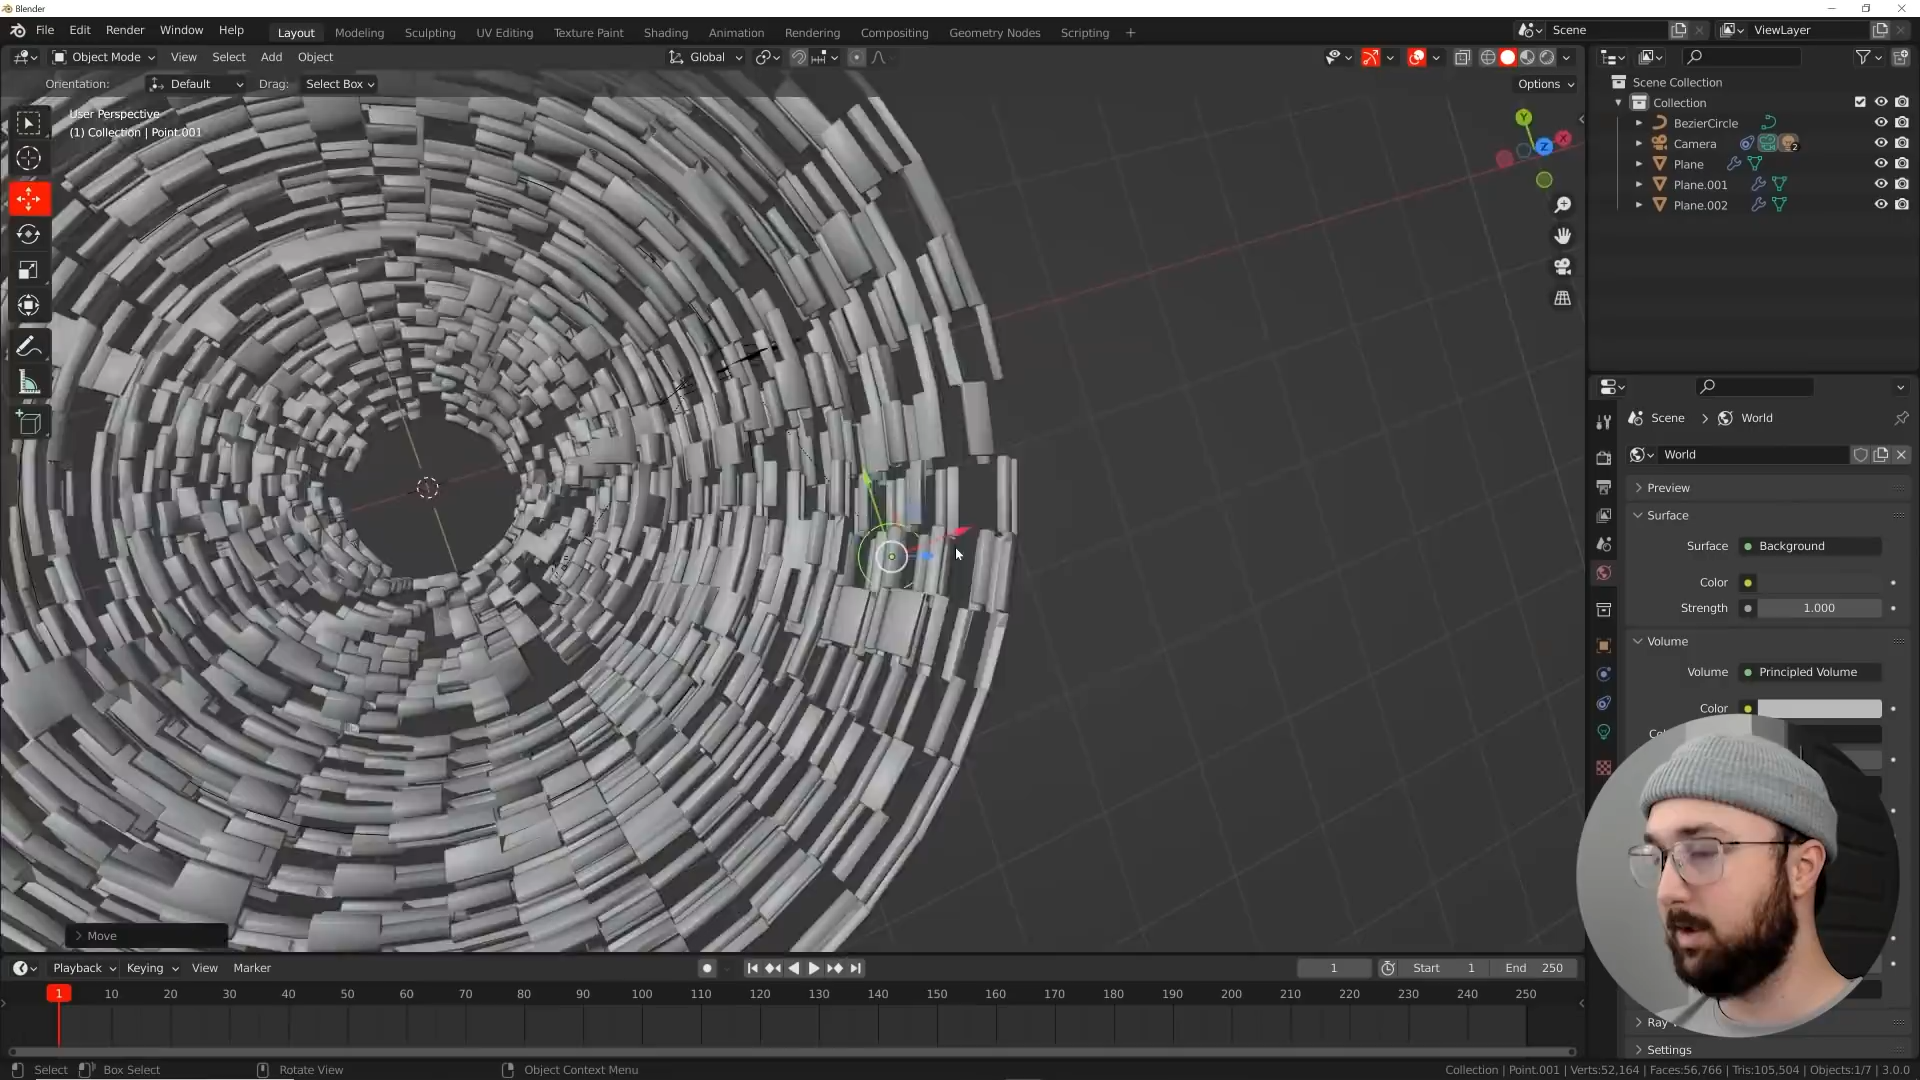 Blender
File Edit Render Window Help
Layout Modeling Sculpting UV Editing Texture Paint Shading Animation Rendering Compositing Geometry Nodes Scripting +
Scene
ViewLayer
Object Mode View Select Add Object
Global
Orientation: Default Drag: Select Box
Options
User Perspective
(1) Collection | Point.001
Y
X
Z
Scene Collection
Collection
BezierCircle
Camera
2
Plane
Plane.001
Plane.002
Scene > World
World
Preview
Surface
Surface Background
Color
Strength 1.000
Volume
Volume Principled Volume
Color
Ray
Settings
Move
Playback Keying View Marker
1
Start 1 End 250
1 10 20 30 40 50 60 70 80 90 100 110 120 130 140 150 160 170 180 190 200 210 220 230 240 250
Select Box Select Rotate View Object Context Menu
Collection | Point.001 | Verts:52,164 | Faces:56,766 | Tris:105,504 | Objects:1/7 | 3.0.0